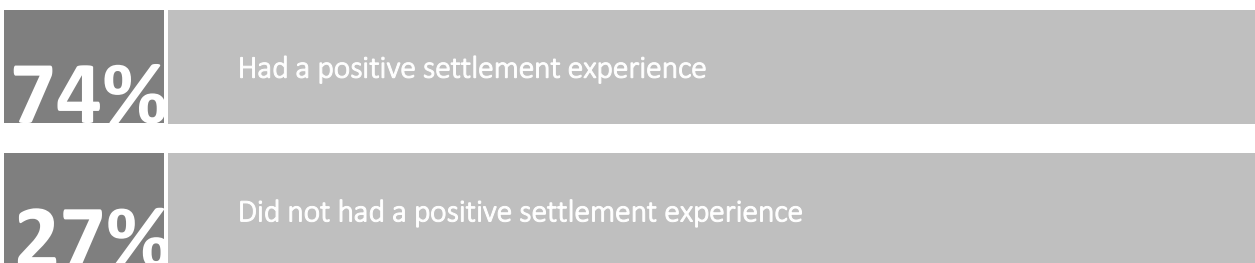 74%
Had a positive settlement experience
27%
Did not had a positive settlement experience